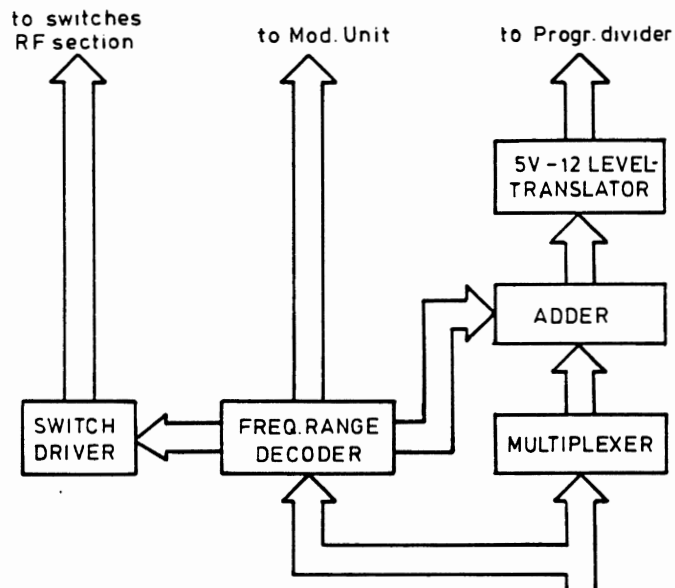 to switches
RF section
to Mod. Unit
to Progr. divider
5V-12 LEVEL-
TRANSLATOR
ADDER
SWITCH
DRIVER
FREQ. RANGE
DECODER
MULTIPLEXER